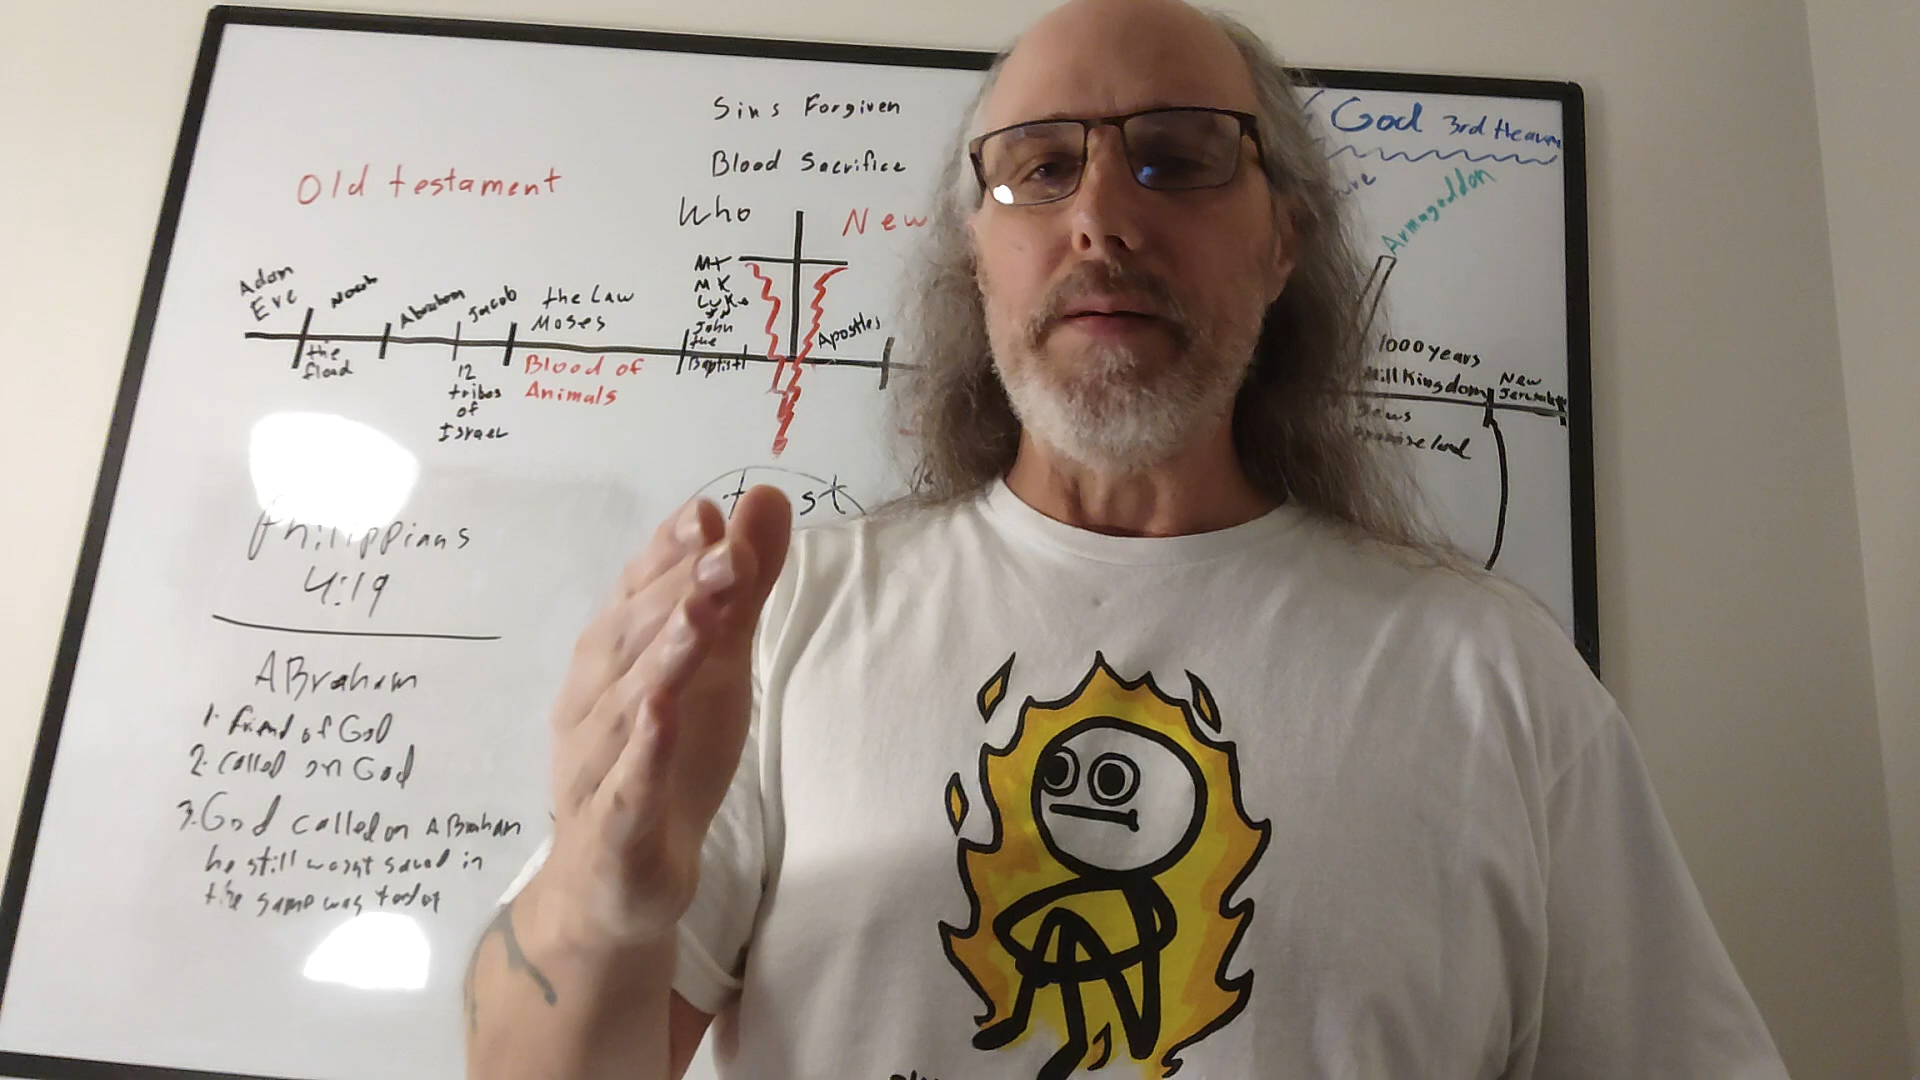 Sins Forgiven
Blood Sacrifice
Old testament
Who
New
God 3rd Heaven
Armageddon
Adam
Eve
Noah
Abraham
Jacob
the Law
Moses
MT
MK
Luke
John
the
Baptist
Apostles
the
flood
12
tribes
of
Israel
Blood of
Animals
1000 years
Mill Kingdom
New
Jerusalem
Jews
promise land
st
Philippians
4:19
ABraham
1. friend of God
2. called on God
3. God called on ABraham
he still wasnt saved in
the same way